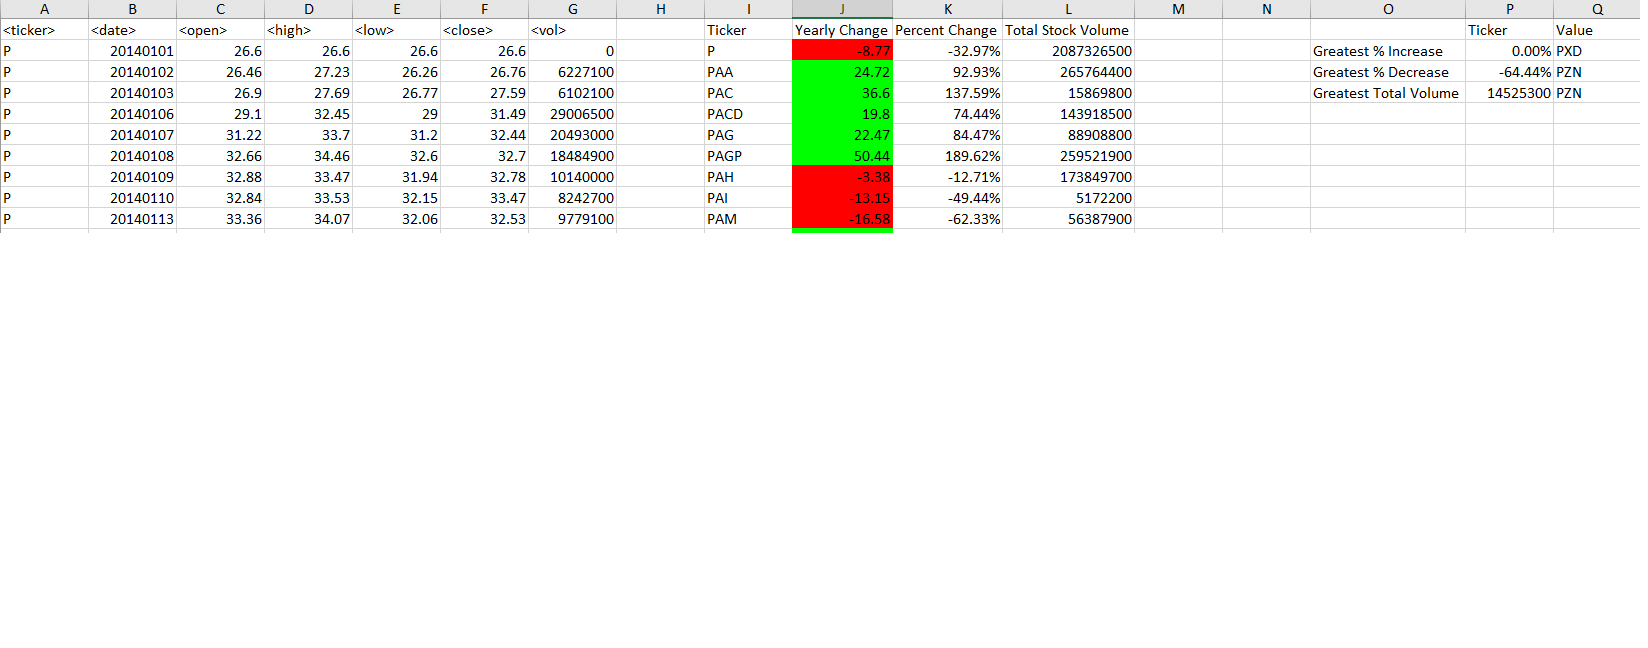 A B C D E F G H I J K L M N O P Q
<ticker> <date> <open> <high> <low> <close> <vol> Ticker Yearly Change Percent Change Total Stock Volume Ticker Value
P 20140101 26.6 26.6 26.6 26.6 0 P -8.77 -32.97% 2087326500 Greatest % Increase 0.00% PXD
P 20140102 26.46 27.23 26.26 26.76 6227100 PAA 24.72 92.93% 265764400 Greatest % Decrease -64.44% PZN
P 20140103 26.9 27.69 26.77 27.59 6102100 PAC 36.6 137.59% 15869800 Greatest Total Volume 14525300 PZN
P 20140106 29.1 32.45 29 31.49 29006500 PACD 19.8 74.44% 143918500
P 20140107 31.22 33.7 31.2 32.44 20493000 PAG 22.47 84.47% 88908800
P 20140108 32.66 34.46 32.6 32.7 18484900 PAGP 50.44 189.62% 259521900
P 20140109 32.88 33.47 31.94 32.78 10140000 PAH -3.38 -12.71% 173849700
P 20140110 32.84 33.53 32.15 33.47 8242700 PAI -13.15 -49.44% 5172200
P 20140113 33.36 34.07 32.06 32.53 9779100 PAM -16.58 -62.33% 56387900